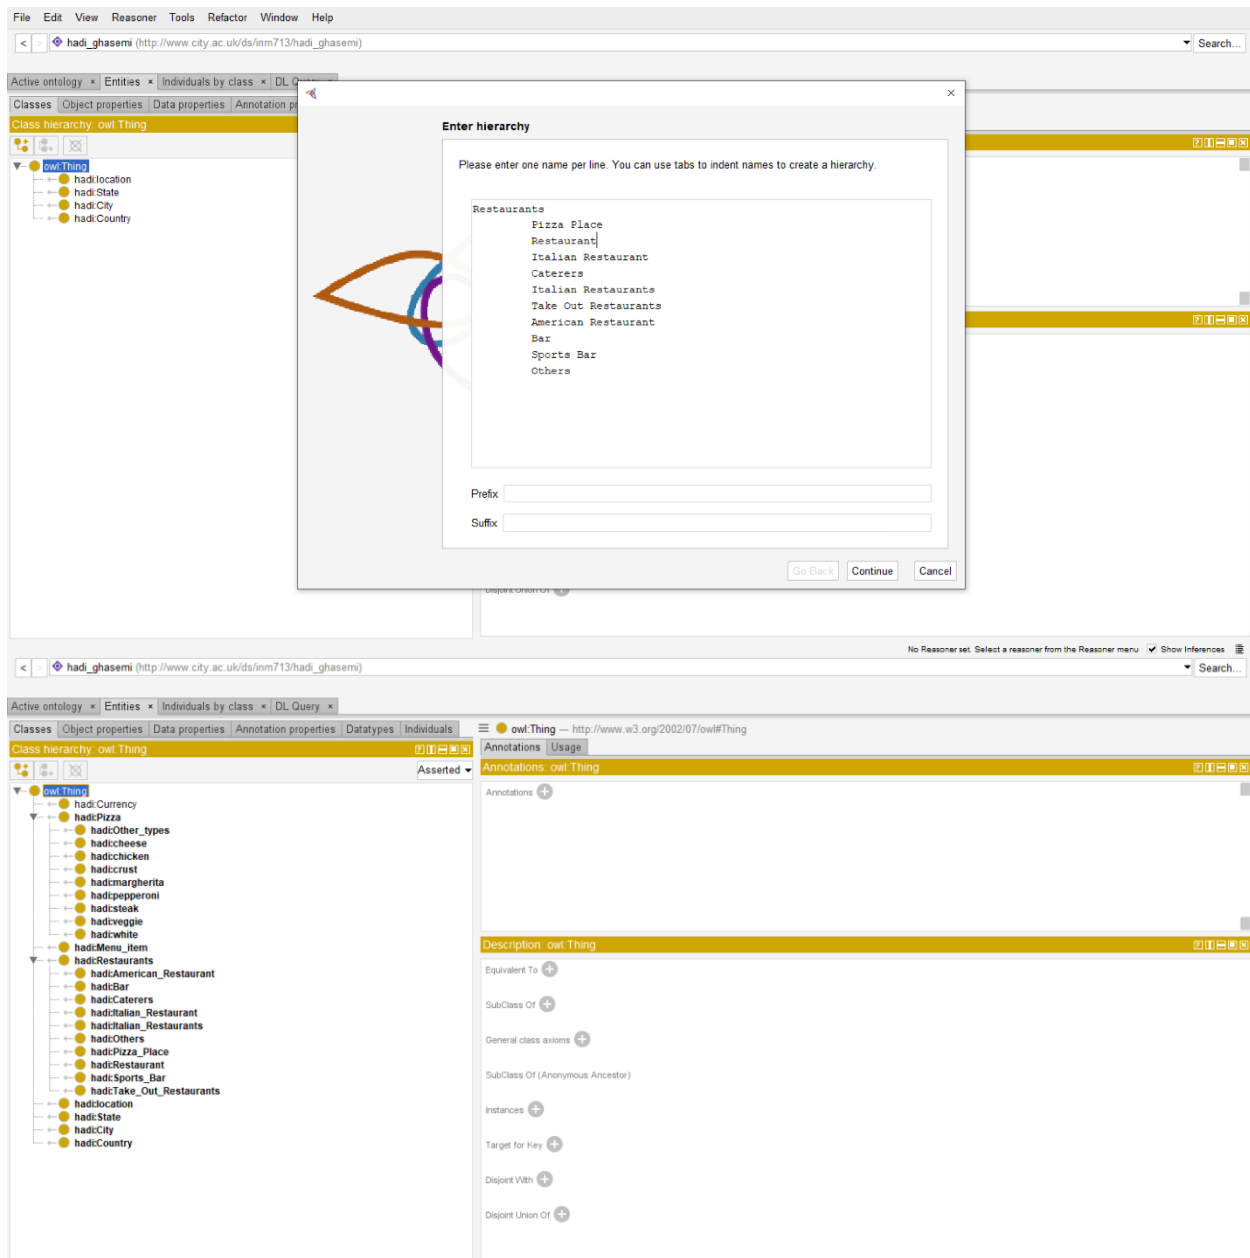 File Edit View Reasoner Tools Refactor Window Help
< > hadi_ghasemi (http://www.city.ac.uk/ds/inm713/hadi_ghasemi) Search...
Active ontology × Entities × Individuals by class × DL Query ×
Classes Object properties Data properties Annotation pr
Class hierarchy: owl:Thing
owl:Thing
hadi:location
hadi:State
hadi:City
hadi:Country
Enter hierarchy
Please enter one name per line. You can use tabs to indent names to create a hierarchy.
Restaurants
Pizza Place
Restaurant
Italian Restaurant
Caterers
Italian Restaurants
Take Out Restaurants
American Restaurant
Bar
Sports Bar
Others
Prefix
Suffix
Go Back Continue Cancel
Disjoint Union Of
No Reasoner set. Select a reasoner from the Reasoner menu Show Inferences
< > hadi_ghasemi (http://www.city.ac.uk/ds/inm713/hadi_ghasemi) Search...
Active ontology × Entities × Individuals by class × DL Query ×
Classes Object properties Data properties Annotation properties Datatypes Individuals
Class hierarchy: owl:Thing
Asserted
owl:Thing
hadi:Currency
hadi:Pizza
hadi:Other_types
hadi:cheese
hadi:chicken
hadi:crust
hadi:margherita
hadi:pepperoni
hadi:steak
hadi:veggie
hadi:white
hadi:Menu_item
hadi:Restaurants
hadi:American_Restaurant
hadi:Bar
hadi:Caterers
hadi:Italian_Restaurant
hadi:Italian_Restaurants
hadi:Others
hadi:Pizza_Place
hadi:Restaurant
hadi:Sports_Bar
hadi:Take_Out_Restaurants
hadi:location
hadi:State
hadi:City
hadi:Country
owl:Thing — http://www.w3.org/2002/07/owl#Thing
Annotations Usage
Annotations: owl:Thing
Annotations
Description: owl:Thing
Equivalent To
SubClass Of
General class axioms
SubClass Of (Anonymous Ancestor)
Instances
Target for Key
Disjoint With
Disjoint Union Of